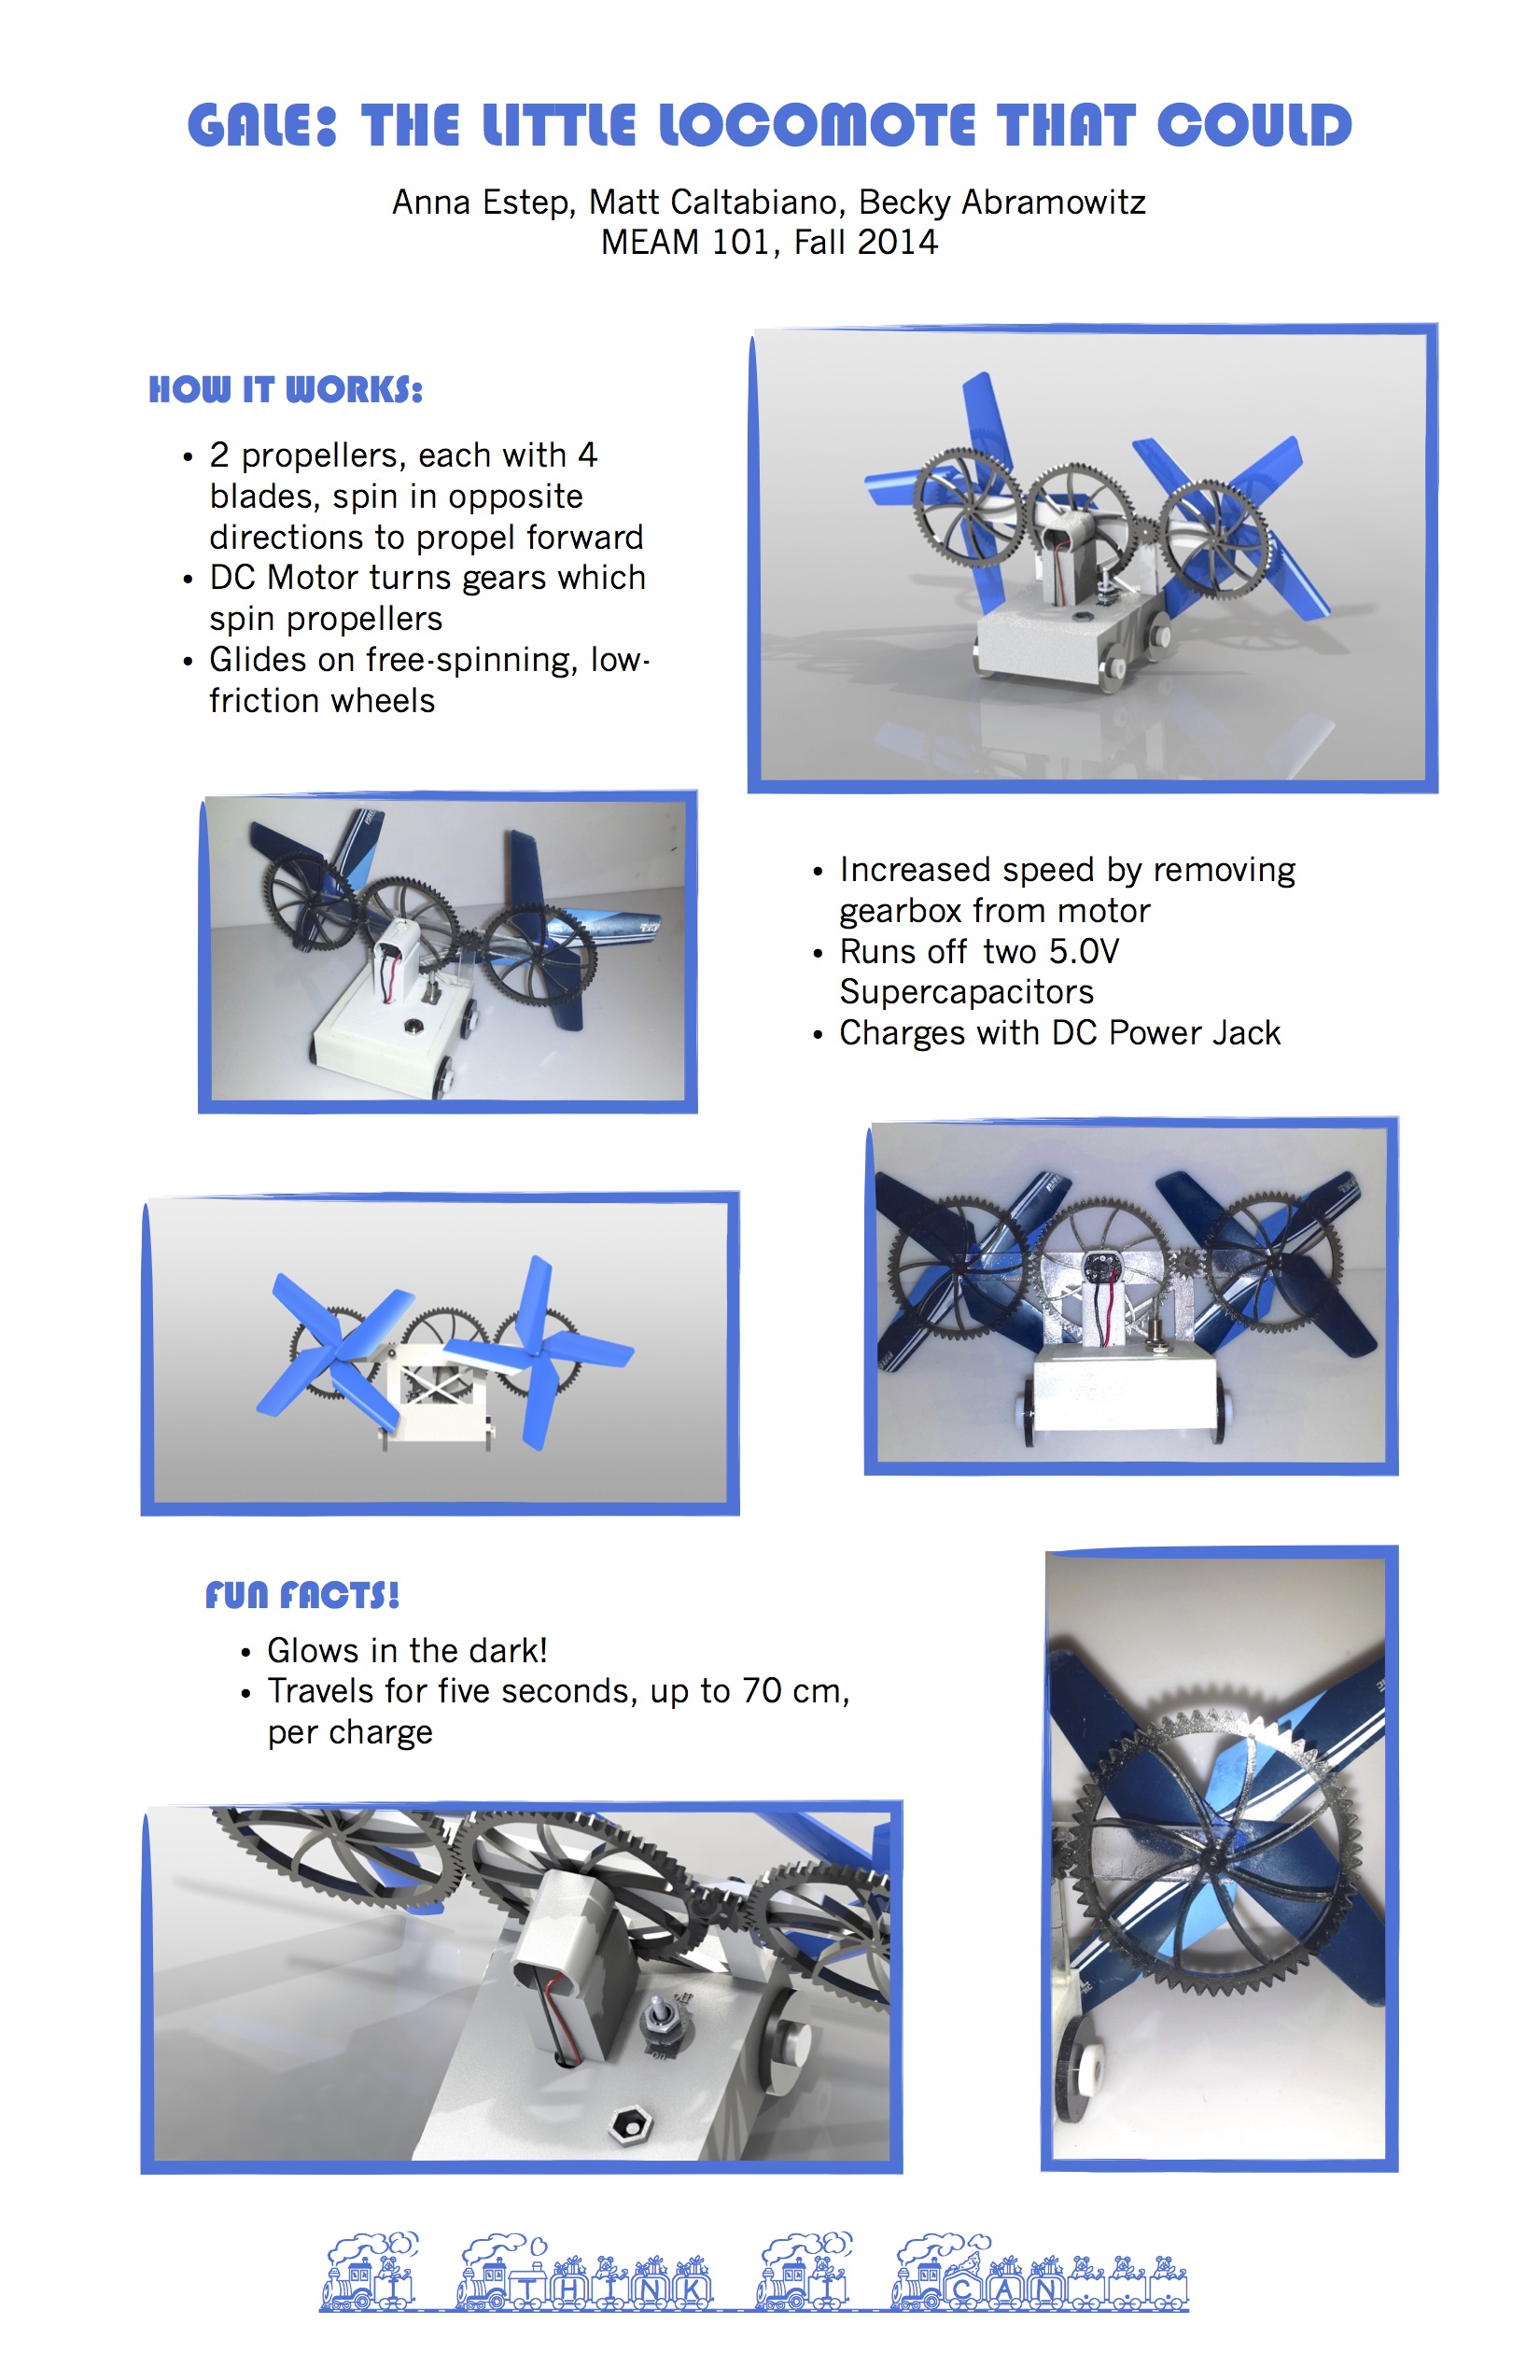 GALE: THE LITTLE LOCOMOTE THAT COULD
Anna Estep, Matt Caltabiano, Becky Abramowitz
MEAM 101, Fall 2014
HOW IT WORKS:
• 2 propellers, each with 4
blades, spin in opposite
directions to propel forward
• DC Motor turns gears which
spin propellers
• Glides on free-spinning, low-
friction wheels
• Increased speed by removing
gearbox from motor
• Runs off two 5.0V
Supercapacitors
• Charges with DC Power Jack
FUN FACTS!
• Glows in the dark!
• Travels for five seconds, up to 70 cm,
per charge
OFF
ON
I THINK I CAN...